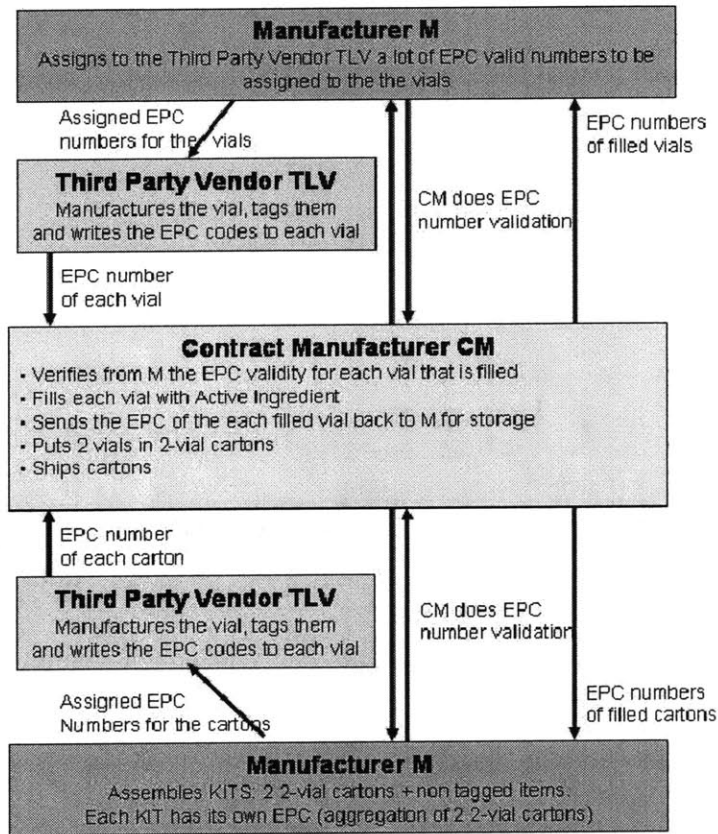 Manufacturer M
Assigns to the Third Party Vendor TLV a lot of EPC valid numbers to be
assigned to the the vials
Assigned EPC
numbers for the vials
EPC numbers
of filled vials
Third Party Vendor TLV
Manufactures the vial, tags them
and writes the EPC codes to each vial
CM does EPC
number validation
EPC number
of each vial
Contract Manufacturer CM
• Verifies from M the EPC validity for each vial that is filled
• Fills each vial with Active Ingredient
• Sends the EPC of the each filled vial back to M for storage
• Puts 2 vials in 2-vial cartons
• Ships cartons
EPC number
of each carton
Third Party Vendor TLV
Manufactures the vial, tags them
and writes the EPC codes to each vial
CM does EPC
number validation
Assigned EPC
Numbers for the cartons
EPC numbers
of filled cartons
Manufacturer M
Assembles KITS: 2 2-vial cartons + non tagged items.
Each KIT has its own EPC (aggregation of 2 2-vial cartons)